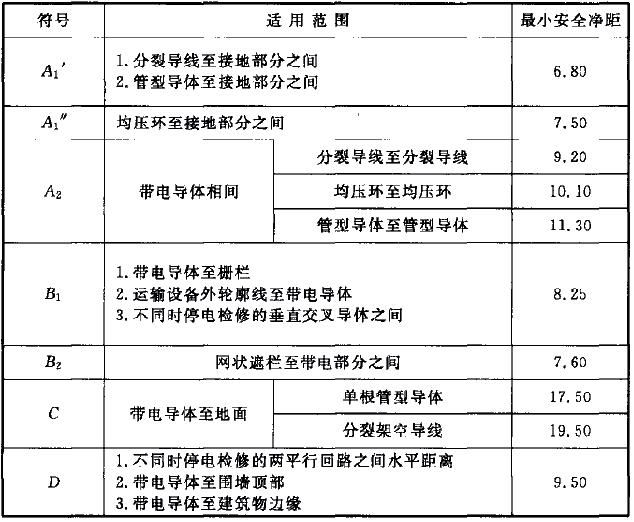 符号 适用范围 最小安全净距
A₁′ 1. 分裂导线至接地部分之间 6.80
2. 管型导体至接地部分之间
A₁″ 均压环至接地部分之间 7.50
A₂ 带电导体相间 分裂导线至分裂导线 9.20
均压环至均压环 10.10
管型导体至管型导体 11.30
B₁ 1. 带电导体至栅栏 8.25
2. 运输设备外轮廓线至带电导体
3. 不同时停电检修的垂直交叉导体之间
B₂ 网状遮栏至带电部分之间 7.60
C 带电导体至地面 单根管型导体 17.50
分裂架空导线 19.50
D 1. 不同时停电检修的两平行回路之间水平距离 9.50
2. 带电导体至围墙顶部
3. 带电导体至建筑物边缘